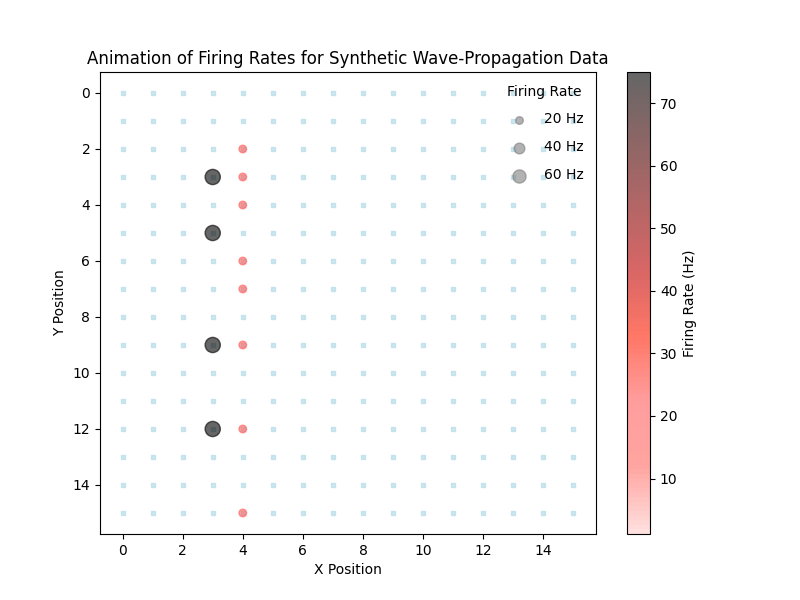 Animation of Firing Rates for Synthetic Wave-Propagation Data
Firing Rate
20 Hz
40 Hz
60 Hz
0
2
4
6
8
10
12
14
Y Position
0 2 4 6 8 10 12 14
X Position
70
60
50
40
30
20
10
Firing Rate (Hz)